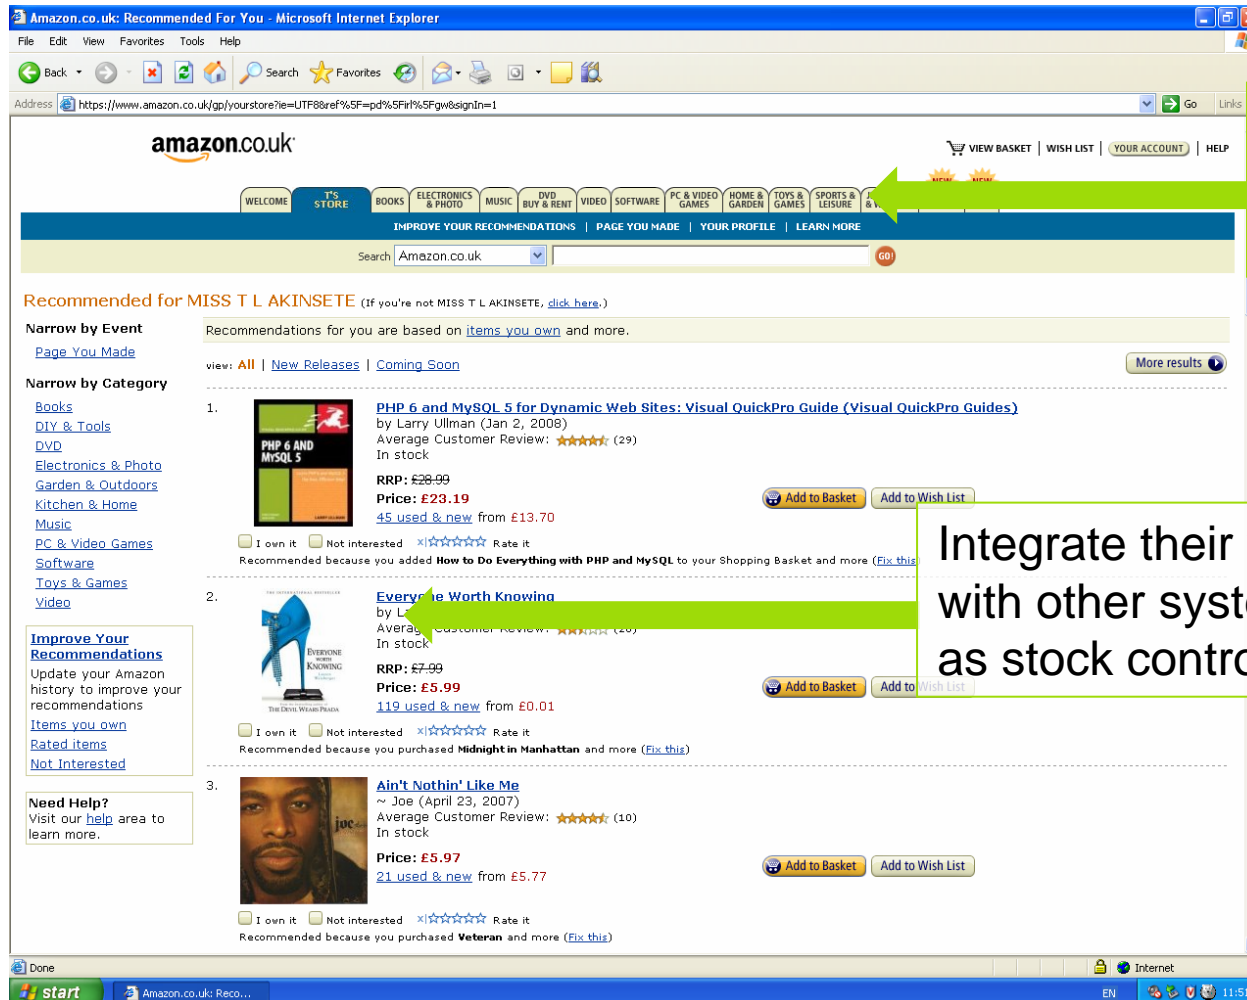 Amazon.co.uk: Recommended For You - Microsoft Internet Explorer
File Edit View Favorites Tools Help
Back Search Favorites
Address https://www.amazon.co.uk/gp/yourstore?ie=UTF8&ref%5F=pd%5Firl%5Fgw&signIn=1 Go Links
amazon.co.uk
VIEW BASKET | WISH LIST | YOUR ACCOUNT | HELP
WELCOME T'S STORE BOOKS ELECTRONICS & PHOTO MUSIC DVD BUY & RENT VIDEO SOFTWARE PC & VIDEO GAMES HOME & GARDEN TOYS & GAMES SPORTS & LEISURE
IMPROVE YOUR RECOMMENDATIONS | PAGE YOU MADE | YOUR PROFILE | LEARN MORE
Search Amazon.co.uk GO!
Recommended for MISS T L AKINSETE (If you're not MISS T L AKINSETE, click here.)
Narrow by Event
Page You Made
Narrow by Category
Books
DIY & Tools
DVD
Electronics & Photo
Garden & Outdoors
Kitchen & Home
Music
PC & Video Games
Software
Toys & Games
Video
Improve Your
Recommendations
Update your Amazon
history to improve your
recommendations
Items you own
Rated items
Not Interested
Need Help?
Visit our help area to
learn more.
Recommendations for you are based on items you own and more.
view: All | New Releases | Coming Soon
More results
1. PHP 6 and MySQL 5 for Dynamic Web Sites: Visual QuickPro Guide (Visual QuickPro Guides)
by Larry Ullman (Jan 2, 2008)
Average Customer Review: (29)
In stock
RRP: £28.99
Price: £23.19
45 used & new from £13.70
Add to Basket Add to Wish List
PHP 6 AND
MYSQL 5
I own it Not interested x| Rate it
Recommended because you added How to Do Everything with PHP and MySQL to your Shopping Basket and more (Fix this
2. Everyone Worth Knowing
by
Customer Review:
In stock
RRP: £7.99
Price: £5.99
119 used & new from £0.01
Add to Basket Add to Wish List
EVERYONE
WORTH
KNOWING
THE DEVIL WEARS PRADA
I own it Not interested x| Rate it
Recommended because you purchased Midnight in Manhattan and more (Fix this)
3. Ain't Nothin' Like Me
~ Joe (April 23, 2007)
Average Customer Review: (10)
In stock
Price: £5.97
21 used & new from £5.77
Add to Basket Add to Wish List
joe
I own it Not interested x| Rate it
Recommended because you purchased Veteran and more (Fix this)
Integrate their
with other
as stock
Done Internet
start Amazon.co.uk: Reco... EN